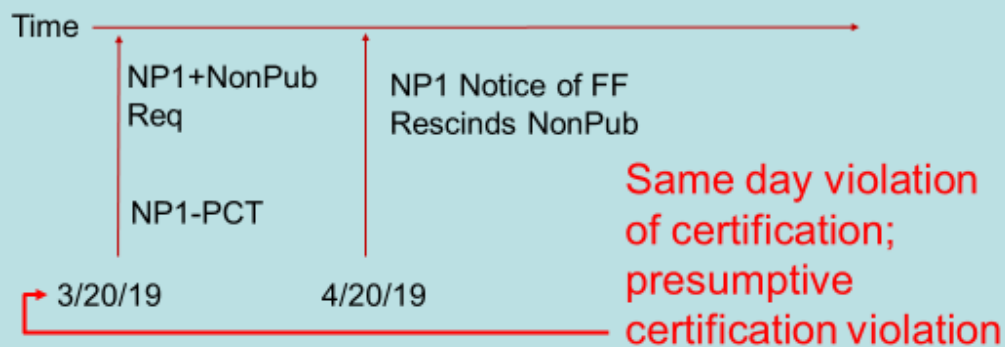 Time
NP1+NonPub
Req
NP1 Notice of FF
Rescinds NonPub
NP1-PCT
Same day violation
of certification;
presumptive
certification violation
3/20/19
4/20/19